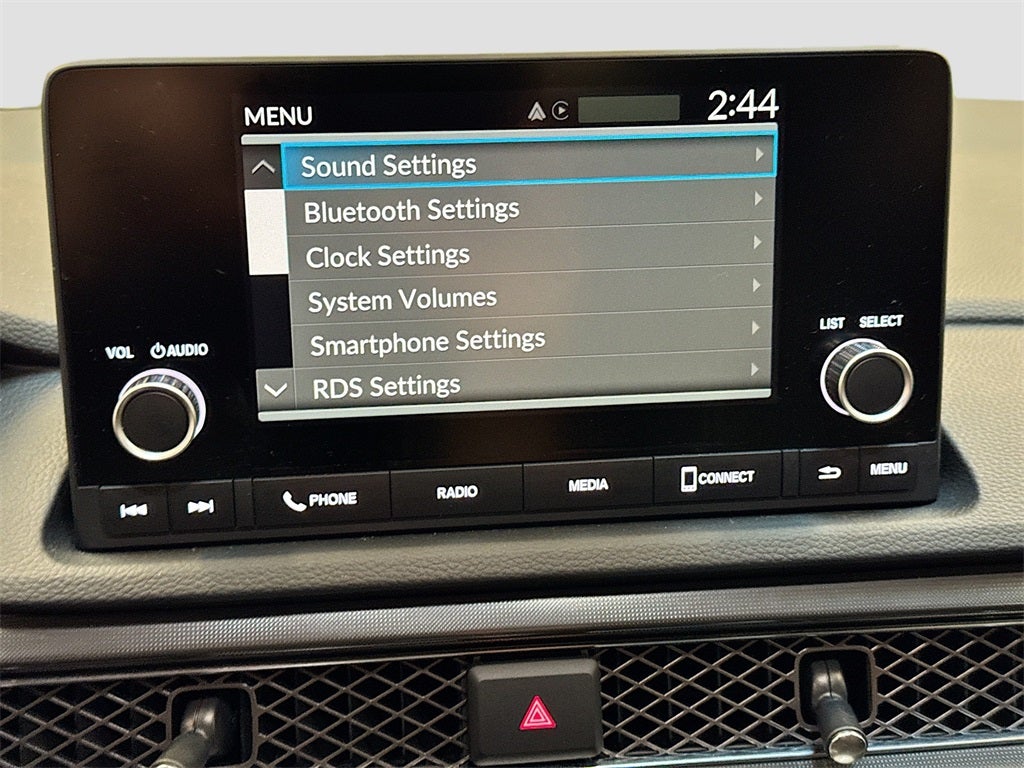 MENU 2:44
Sound Settings
Bluetooth Settings
Clock Settings
System Volumes
Smartphone Settings
RDS Settings
VOL AUDIO
LIST SELECT
PHONE RADIO MEDIA CONNECT MENU